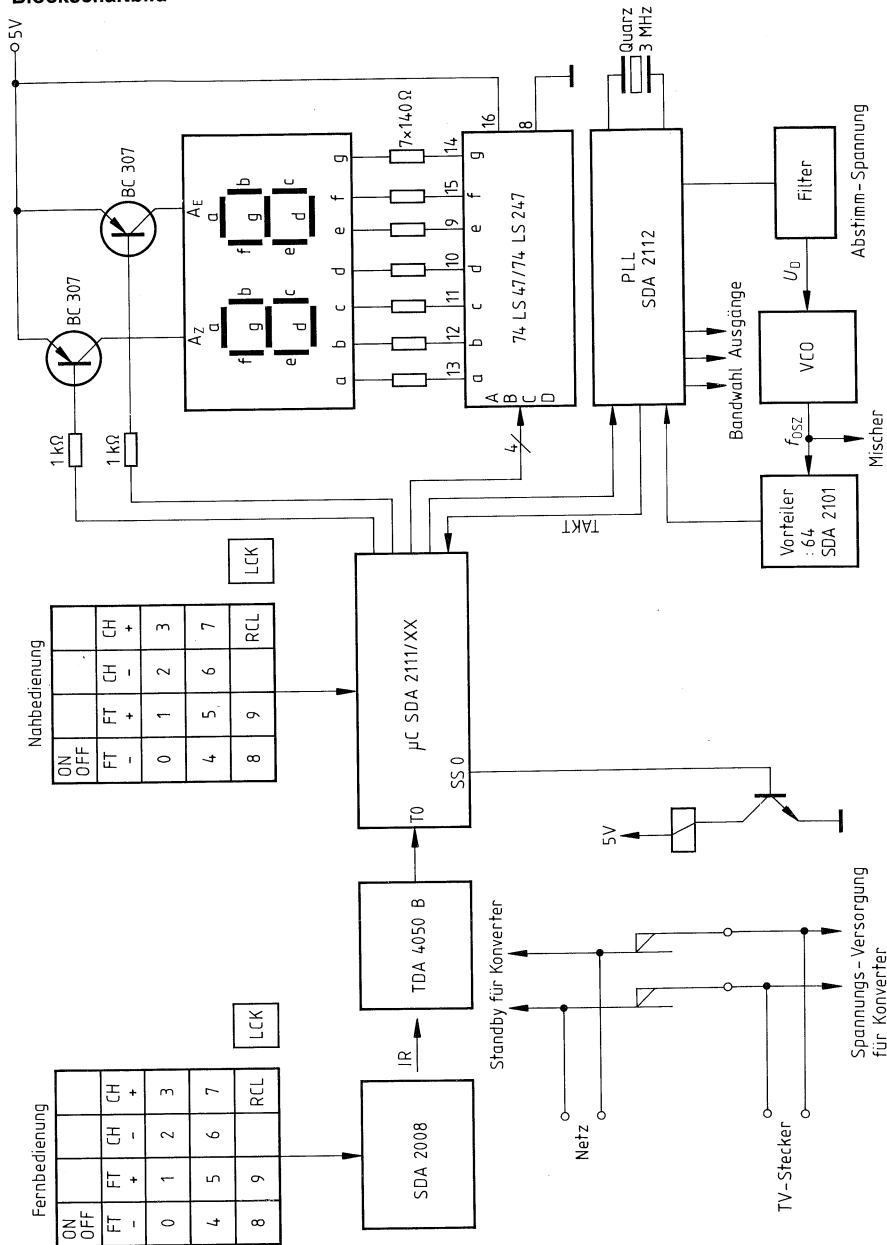 Blockschaltbild
Fernbedienung
ON
OFF
FT
-
FT
+
CH
-
CH
+
0
1
2
3
4
5
6
7
8
9
RCL
LCK
SDA 2008
IR
TDA 4050 B
Nahbedienung
ON
OFF
FT
-
FT
+
CH
-
CH
+
0
1
2
3
4
5
6
7
8
9
RCL
LCK
T0
µC SDA 2111/XX
SS 0
1 kΩ
1 kΩ
BC 307
BC 307
5V
AZ
AE
a
b
c
d
e
f
g
a
b
c
d
e
f
g
a
b
c
d
e
f
g
7×140Ω
13
12
11
10
9
15
14
a
b
c
d
e
f
g
A
B
C
D
74 LS 47/74 LS 247
16
8
4
TAKT
PLL
SDA 2112
Quarz
3 MHz
Bandwahl Ausgänge
Vorteiler
:64
SDA 2101
fOSZ
Mischer
VCO
UD
Filter
Abstimm-Spannung
5V
Standby für Konverter
Netz
TV-Stecker
Spannungs-Versorgung
für Konverter